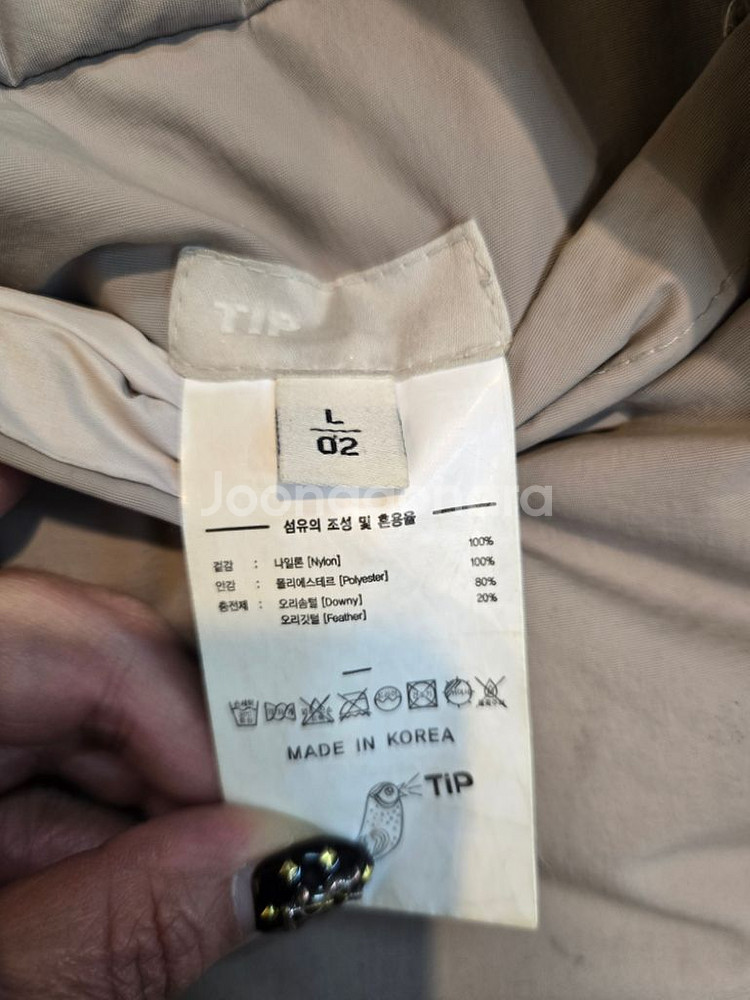 TIP
L
02
Joonggonara
섬유의 조성 및 혼용율
겉감 : 나일론 [Nylon] 100%
안감 : 폴리에스테르 [Polyester] 100%
충전제 : 오리솜털 [Downy] 80%
오리깃털 [Feather] 20%
MADE IN KOREA
TiP